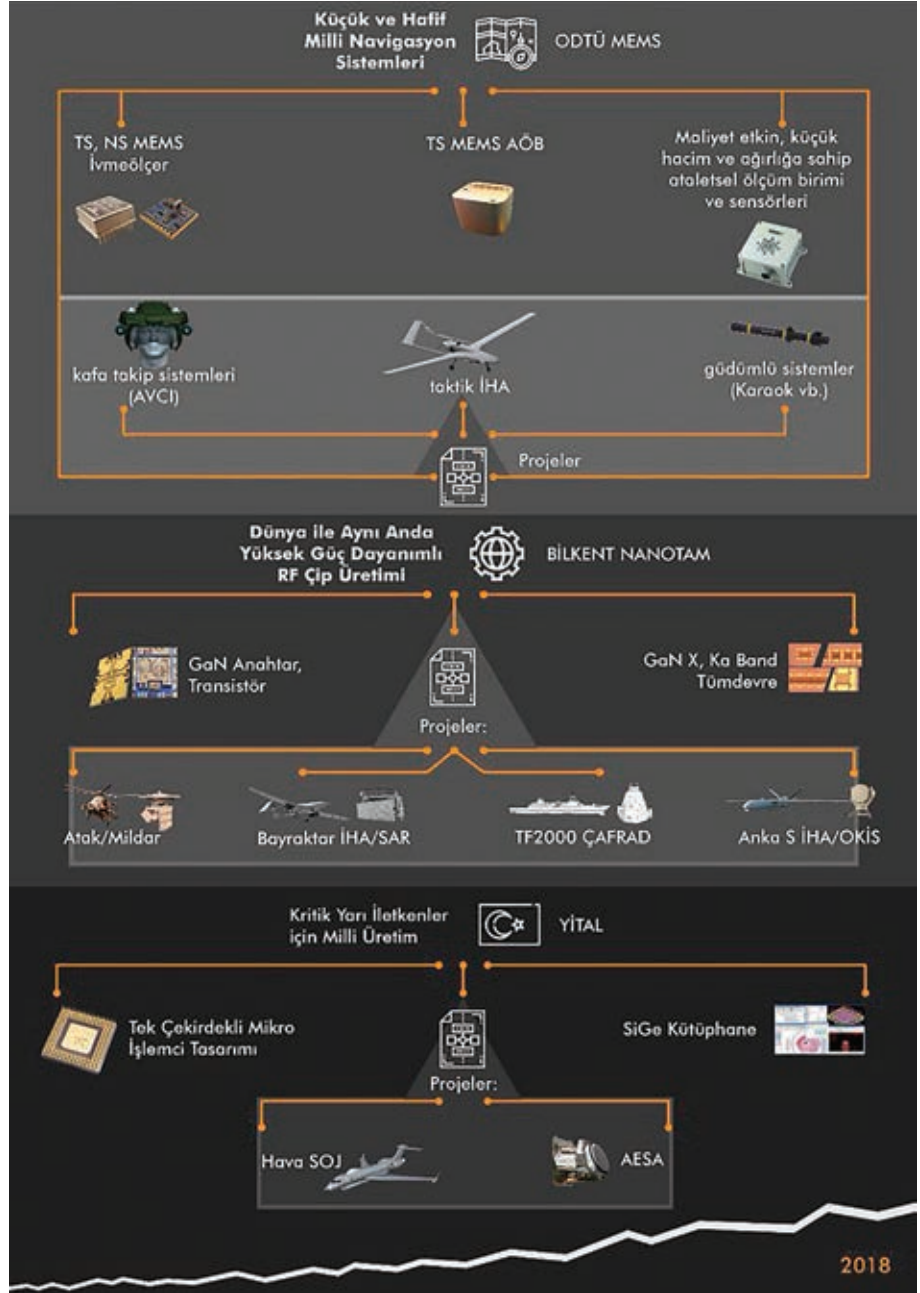 Küçük ve Hafif
Milli Navigasyon
Sistemleri
ODTÜ MEMS
TS, NS MEMS
İvmeölçer
TS MEMS AÖB
Maliyet etkin, küçük
hacim ve ağırlığa sahip
ataletsel ölçüm birimi
ve sensörleri
kafa takip sistemleri
(AVCI)
taktik İHA
güdümlü sistemler
(Karaok vb.)
Projeler
Dünya ile Aynı Anda
Yüksek Güç Dayanımlı
RF Çip Üretimi
BİLKENT NANOTAM
GaN Anahtar,
Transistör
GaN X, Ka Band
Tümdevre
Projeler:
Atak/Mildar
Bayraktar İHA/SAR
TF2000 ÇAFRAD
Anka S İHA/OKİS
Kritik Yarı İletkenler
için Milli Üretim
YİTAL
Tek Çekirdekli Mikro
İşlemci Tasarımı
SiGe Kütüphane
Projeler:
Hava SOJ
AESA
2018